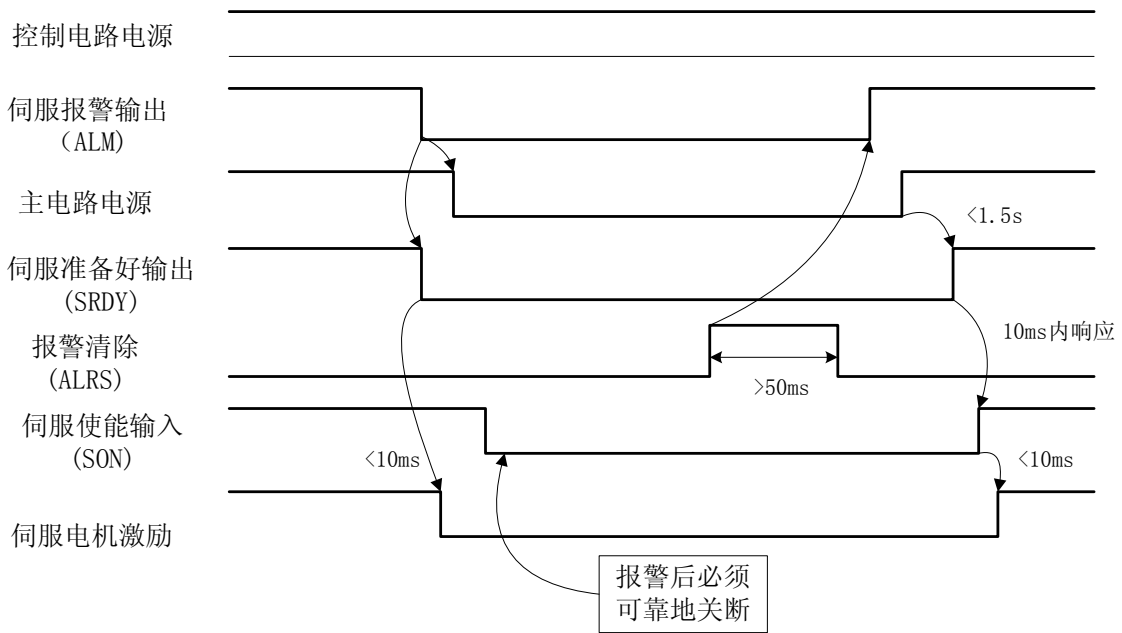 控制电路电源
伺服报警输出
（ALM)
主电路电源
<1.5s
伺服准备好输出
(SRDY)
10ms内响应
报警清除
(ALRS)
>50ms
伺服使能输入
(SON)
<10ms
<10ms
伺服电机激励
报警后必须
可靠地关断